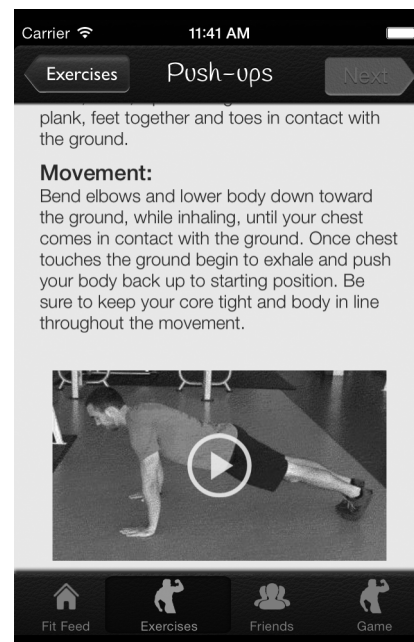 Carrier
11:41 AM
Exercises
Push-ups
Next
plank, feet together and toes in contact with
the ground.
Movement:
Bend elbows and lower body down toward
the ground, while inhaling, until your chest
comes in contact with the ground. Once chest
touches the ground begin to exhale and push
your body back up to starting position. Be
sure to keep your core tight and body in line
throughout the movement.
Fit Feed
Exercises
Friends
Game